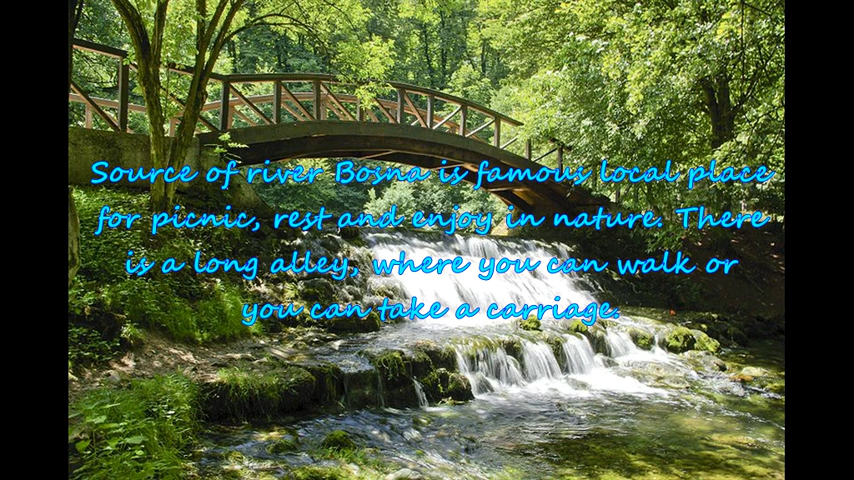 Source of river Bosna is famous local place
for picnic, rest and enjoy in nature. There
is a long alley, where you can walk or
you can take a carriage.